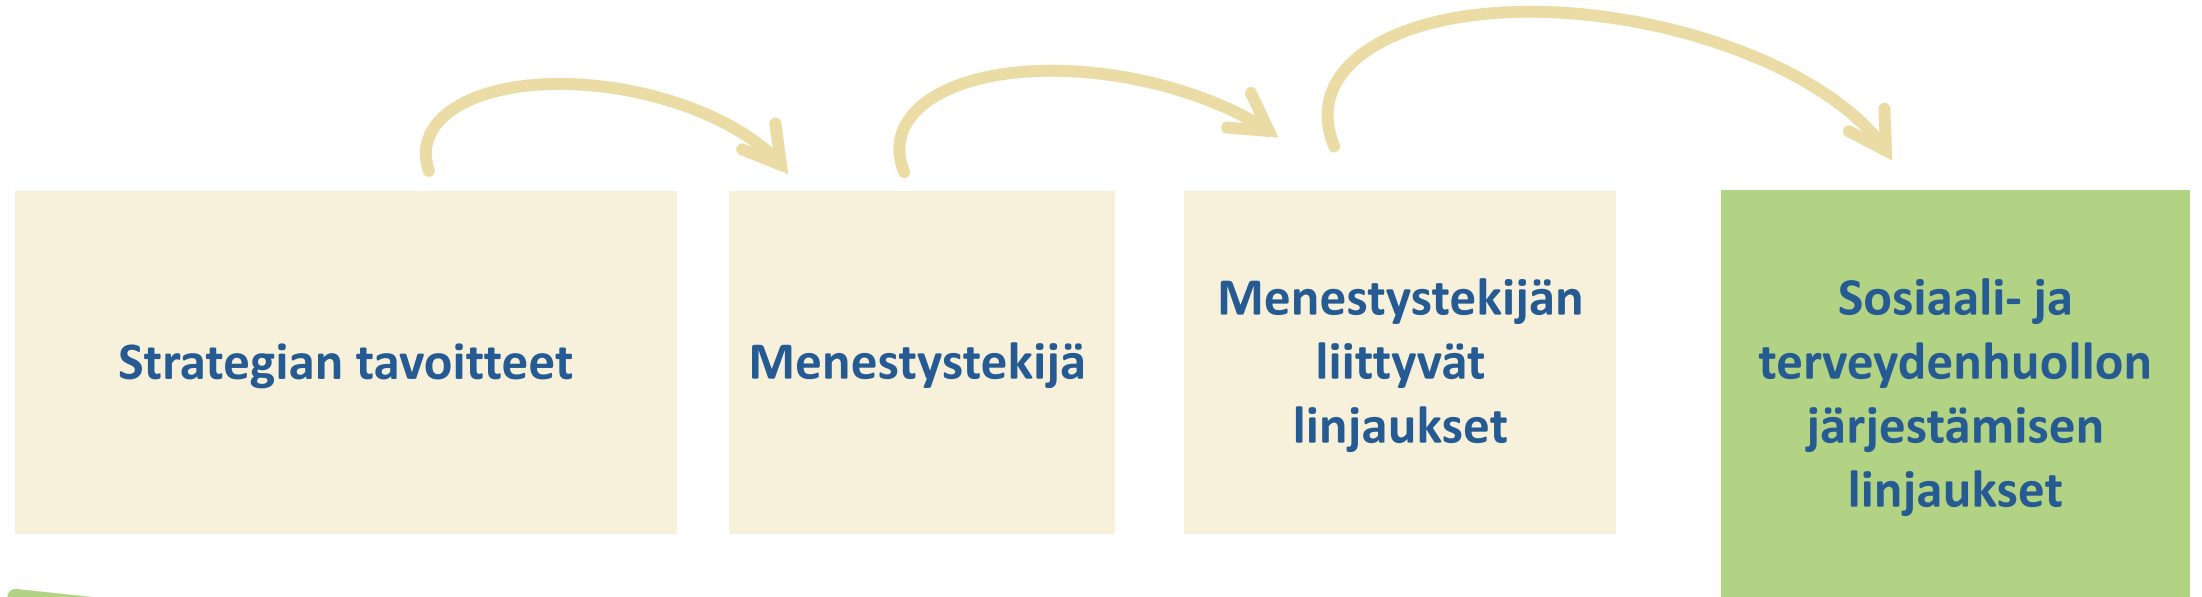 Strategian tavoitteet
Menestystekijä
Menestystekijän
liittyvät
linjaukset
Sosiaali- ja
terveydenhuollon
järjestämisen
linjaukset